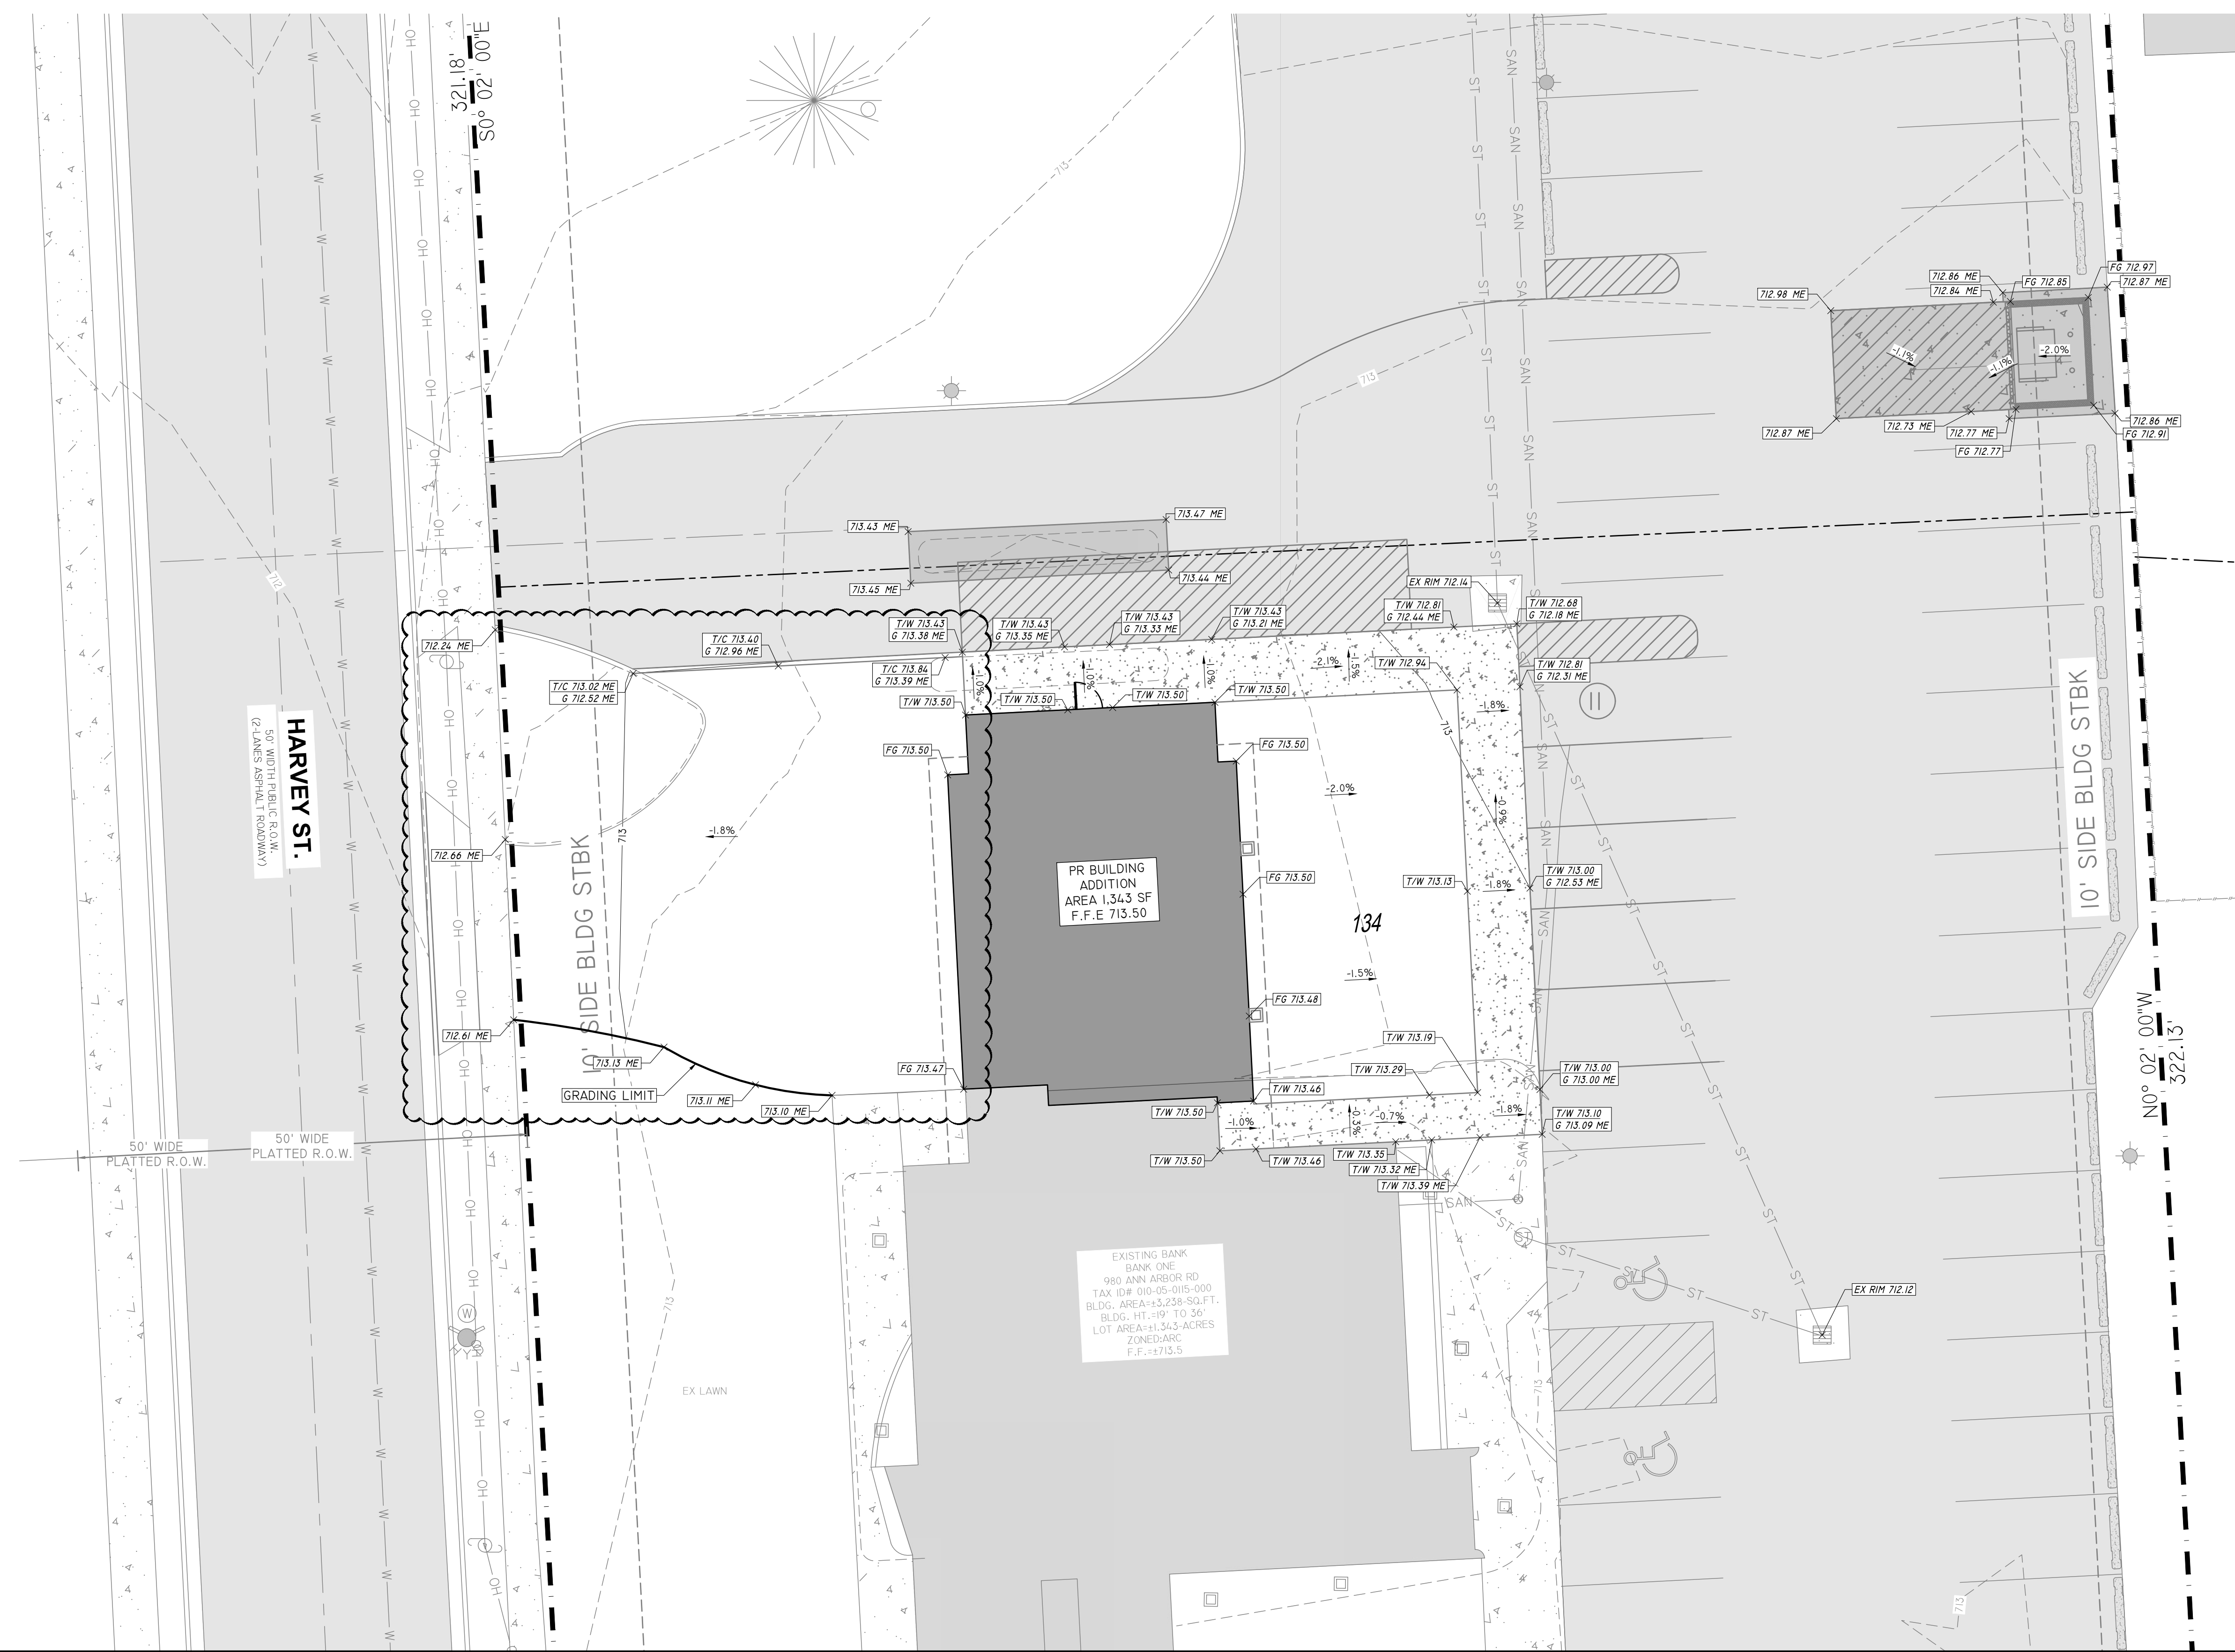 321.18'
S0° 02' 00"E
713
713
712
712.98 ME
712.86 ME
712.84 ME
FG 712.85
FG 712.97
712.87 ME
-1.1%
-1.1%
-2.0%
712.87 ME
712.73 ME
712.77 ME
FG 712.77
712.86 ME
FG 712.91
713.43 ME
713.47 ME
713.45 ME
713.44 ME
EX RIM 712.14
712.24 ME
T/C 713.40
G 712.96 ME
T/W 713.43
G 713.38 ME
T/W 713.43
G 713.35 ME
T/W 713.43
G 713.33 ME
T/W 713.43
G 713.21 ME
T/W 712.81
G 712.44 ME
T/W 712.68
G 712.18 ME
T/C 713.02 ME
G 712.52 ME
T/C 713.84
G 713.39 ME
T/W 713.50
T/W 713.50
T/W 713.50
T/W 713.50
T/W 712.94
T/W 712.81
G 712.31 ME
-1.0%
-1.0%
-1.0%
-2.1%
-1.5%
-1.8%
FG 713.50
FG 713.50
713
713
-1.8%
-2.0%
-0.9%
HARVEY ST.
50' WIDTH PUBLIC R.O.W.
(2-LANES ASPHALT ROADWAY)
10' SIDE BLDG STBK
10' SIDE BLDG STBK
712.66 ME
PR BUILDING
ADDITION
AREA 1,343 SF
F.F.E 713.50
FG 713.50
T/W 713.13
-1.8%
T/W 713.00
G 712.53 ME
134
-1.5%
FG 713.48
712.61 ME
713.13 ME
GRADING LIMIT
713.11 ME
713.10 ME
FG 713.47
T/W 713.19
T/W 713.29
T/W 713.46
T/W 713.00
G 713.00 ME
T/W 713.50
-1.0%
-0.3%
-0.7%
-1.8%
T/W 713.10
G 713.09 ME
T/W 713.50
T/W 713.46
T/W 713.35
T/W 713.32 ME
T/W 713.39 ME
N0° 02' 00"W
322.13'
50' WIDE
PLATTED R.O.W.
50' WIDE
PLATTED R.O.W.
SAN
ST
W
OH
EXISTING BANK
BANK ONE
980 ANN ARBOR RD
TAX ID# 010-05-0115-000
BLDG. AREA=±3,238-SQ.FT.
BLDG. HT.=19' TO 36'
LOT AREA=±1.343-ACRES
ZONED:ARC
F.F.=±713.5
EX RIM 712.12
713
EX LAWN
713
713
11